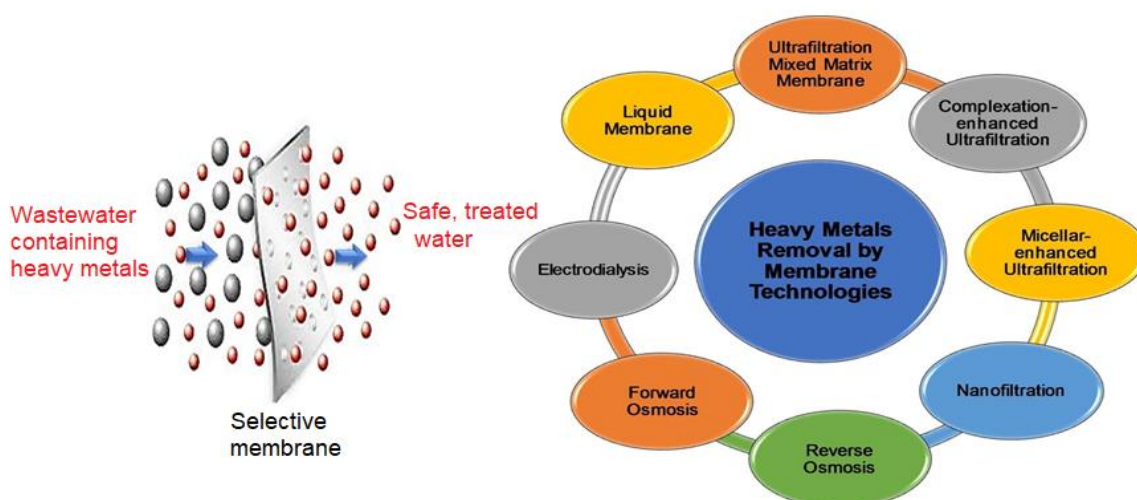 Wastewater
containing
heavy metals
Safe, treated
water
Selective
membrane
Ultrafiltration
Mixed Matrix
Membrane
Complexation-
enhanced
Ultrafiltration
Micellar-
enhanced
Ultrafiltration
Nanofiltration
Reverse
Osmosis
Forward
Osmosis
Electrodialysis
Liquid
Membrane
Heavy Metals
Removal by
Membrane
Technologies